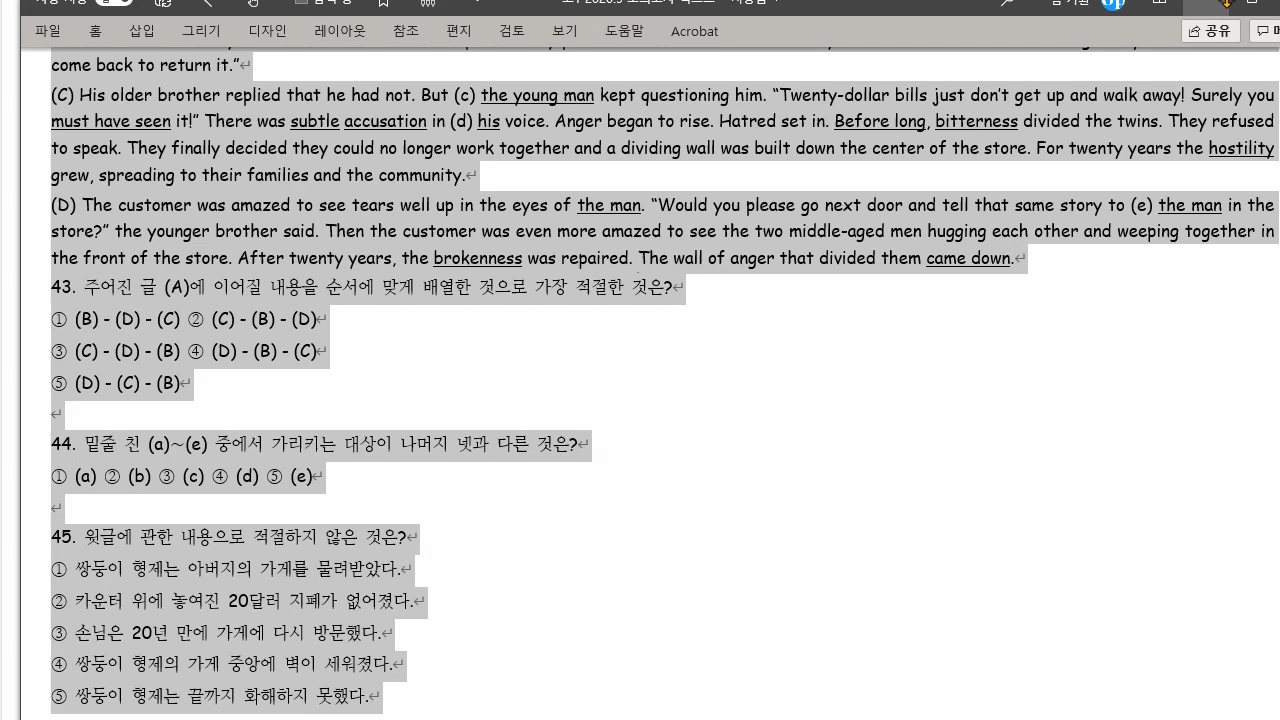 파일 홈 삽입 그리기 디자인 레이아웃 참조 편지 검토 보기 도움말 Acrobat 공유
come back to return it.”
(C) His older brother replied that he had not. But (c) the young man kept questioning him. “Twenty-dollar bills just don’t get up and walk away! Surely you
must have seen it!” There was subtle accusation in (d) his voice. Anger began to rise. Hatred set in. Before long, bitterness divided the twins. They refused
to speak. They finally decided they could no longer work together and a dividing wall was built down the center of the store. For twenty years the hostility
grew, spreading to their families and the community.
(D) The customer was amazed to see tears well up in the eyes of the man. “Would you please go next door and tell that same story to (e) the man in the
store?” the younger brother said. Then the customer was even more amazed to see the two middle-aged men hugging each other and weeping together in
the front of the store. After twenty years, the brokenness was repaired. The wall of anger that divided them came down.
43. 주어진 글 (A)에 이어질 내용을 순서에 맞게 배열한 것으로 가장 적절한 것은?
① (B) - (D) - (C) ② (C) - (B) - (D)
③ (C) - (D) - (B) ④ (D) - (B) - (C)
⑤ (D) - (C) - (B)
44. 밑줄 친 (a)~(e) 중에서 가리키는 대상이 나머지 넷과 다른 것은?
① (a) ② (b) ③ (c) ④ (d) ⑤ (e)
45. 윗글에 관한 내용으로 적절하지 않은 것은?
① 쌍둥이 형제는 아버지의 가게를 물려받았다.
② 카운터 위에 놓여진 20달러 지폐가 없어졌다.
③ 손님은 20년 만에 가게에 다시 방문했다.
④ 쌍둥이 형제의 가게 중앙에 벽이 세워졌다.
⑤ 쌍둥이 형제는 끝까지 화해하지 못했다.